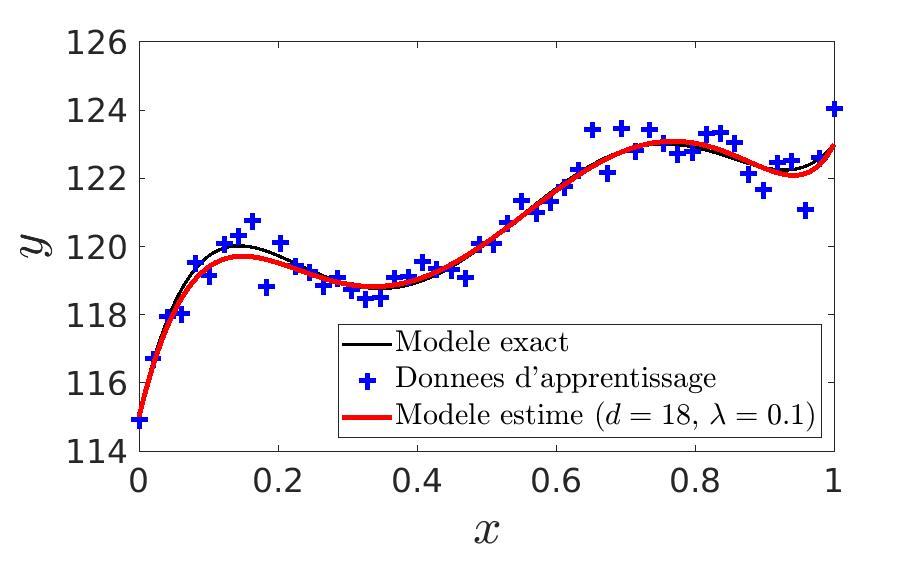 126
124
122
120
118
116
114
y
Modele exact
Donnees d'apprentissage
Modele estime (d = 18, λ = 0.1)
0 0.2 0.4 0.6 0.8 1
x